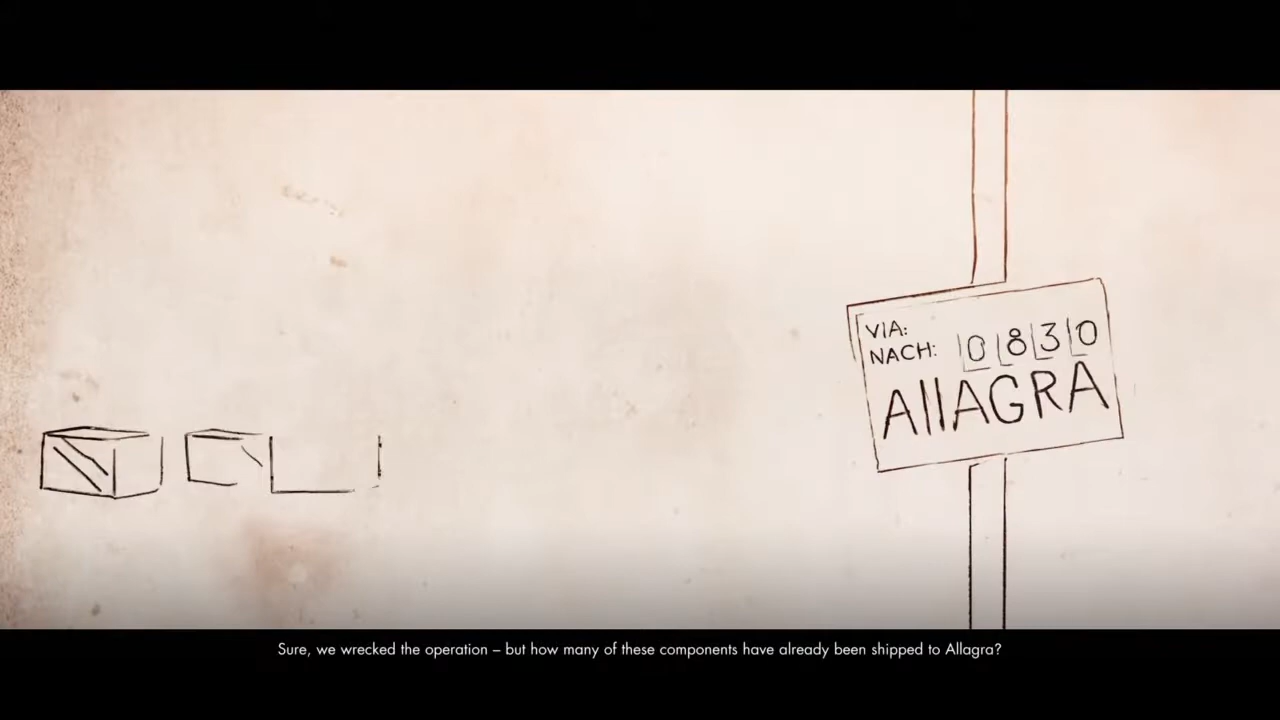 VIA:
NACH: 0830
AllAGRA
Sure, we wrecked the operation – but how many of these components have already been shipped to Allagra?